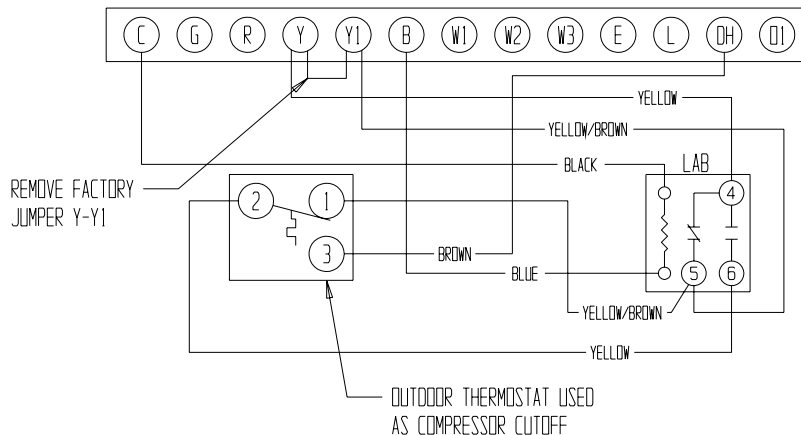 C G R Y Y1 B W1 W2 W3 E L OH O1
YELLOW
YELLOW/BROWN
BLACK
LAB
REMOVE FACTORY
JUMPER Y-Y1
2
1
4
3
BROWN
BLUE
5
6
YELLOW/BROWN
YELLOW
OUTDOOR THERMOSTAT USED
AS COMPRESSOR CUTOFF